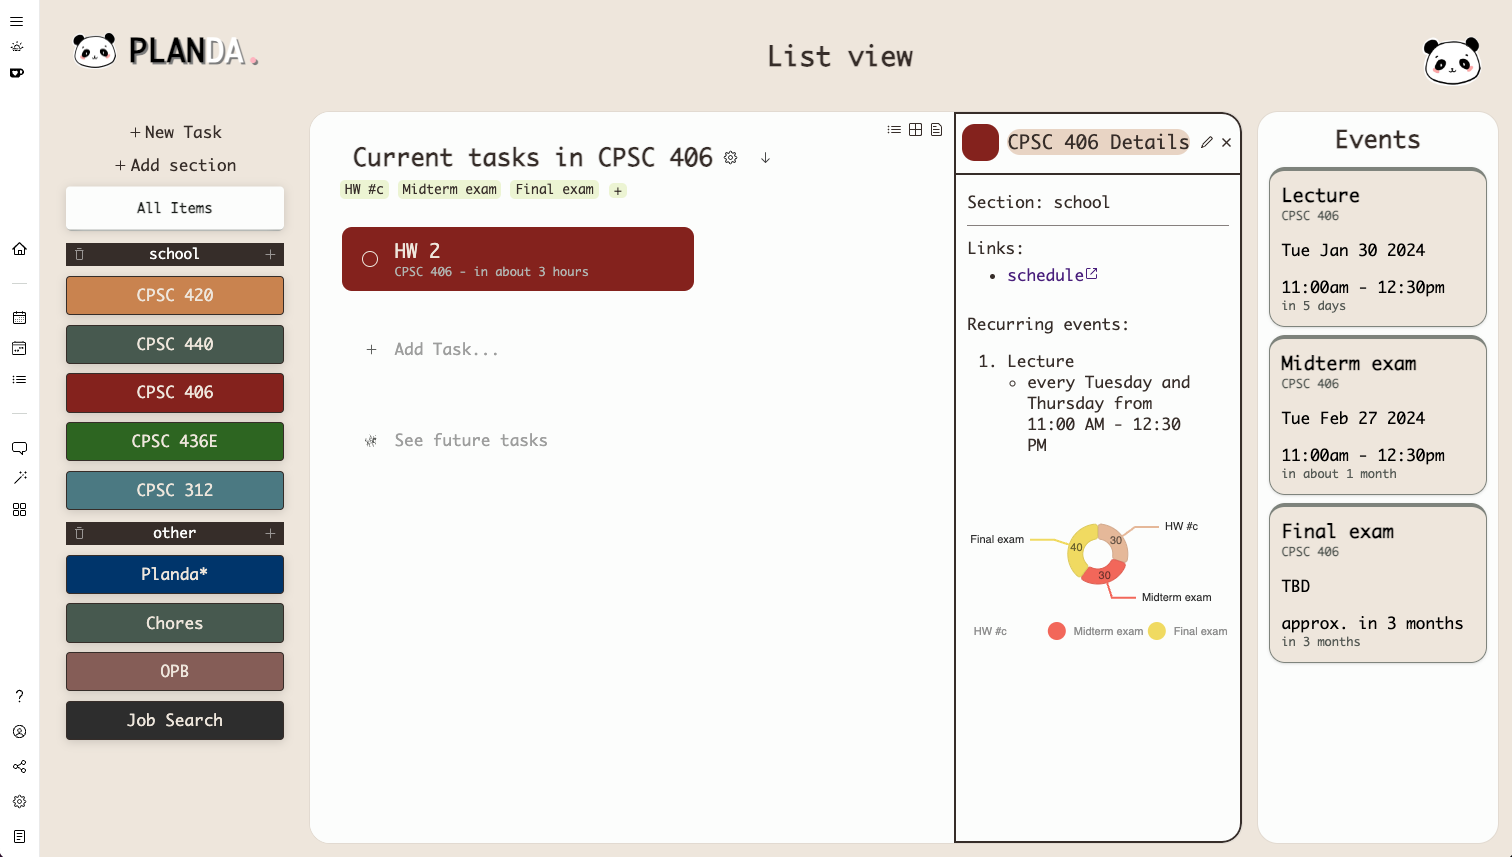 PLANDA.
List view
+ New Task
+ Add section
All Items
school
CPSC 420
CPSC 440
CPSC 406
CPSC 436E
CPSC 312
other
Planda*
Chores
OPB
Job Search
Current tasks in CPSC 406
HW #c
Midterm exam
Final exam
+
HW 2
CPSC 406 - in about 3 hours
+ Add Task...
See future tasks
CPSC 406 Details
Section: school
Links:
• schedule
Recurring events:
1. Lecture
every Tuesday and
Thursday from
11:00 AM - 12:30
PM
HW #c
Final exam
40
30
30
Midterm exam
HW #c
Midterm exam
Final exam
Events
Lecture
CPSC 406
Tue Jan 30 2024
11:00am - 12:30pm
in 5 days
Midterm exam
CPSC 406
Tue Feb 27 2024
11:00am - 12:30pm
in about 1 month
Final exam
CPSC 406
TBD
approx. in 3 months
in 3 months